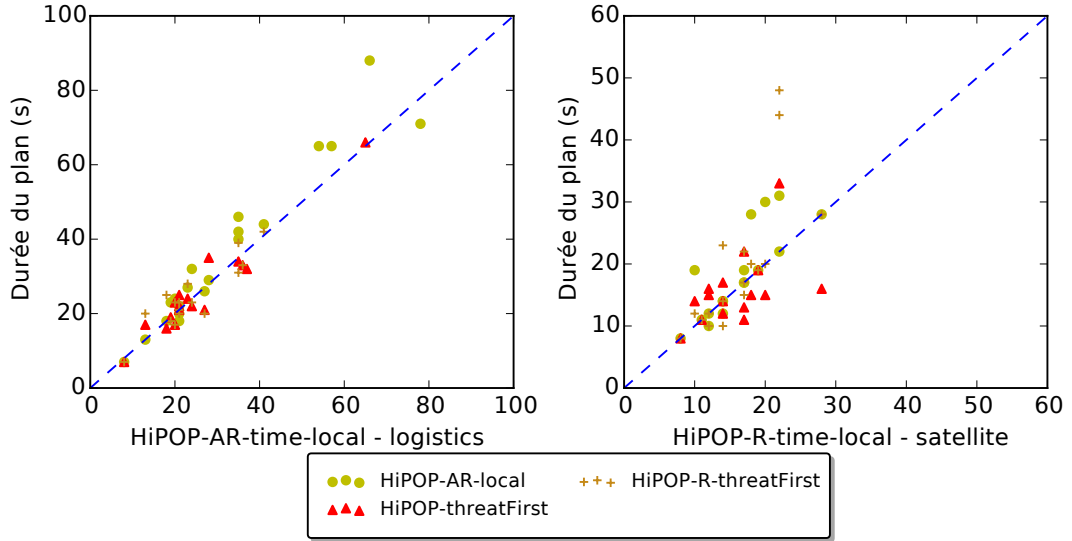 100
80
60
40
20
0
Durée du plan (s)
0 20 40 60 80 100
HiPOP-AR-time-local - logistics
60
50
40
30
20
10
0
Durée du plan (s)
0 10 20 30 40 50 60
HiPOP-R-time-local - satellite
HiPOP-AR-local
HiPOP-threatFirst
HiPOP-R-threatFirst